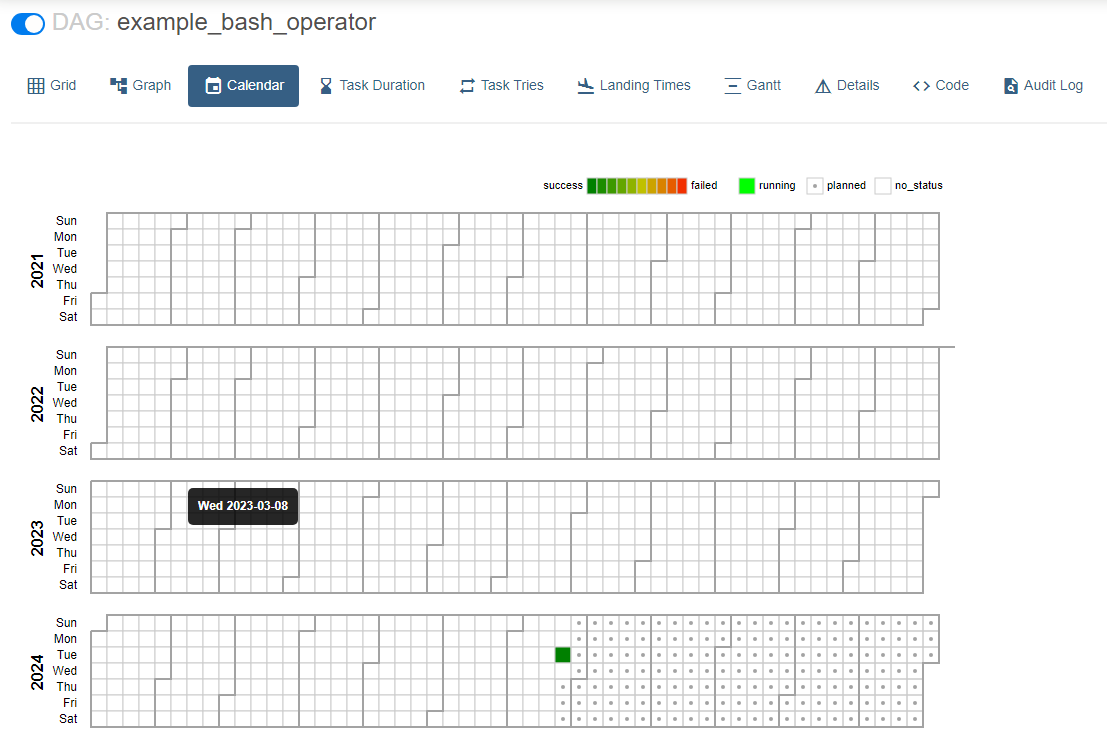 DAG: example_bash_operator
Grid Graph Calendar Task Duration Task Tries Landing Times Gantt Details Code Audit Log
success failed running planned no_status
2021
Sun
Mon
Tue
Wed
Thu
Fri
Sat
2022
Sun
Mon
Tue
Wed
Thu
Fri
Sat
2023
Sun
Mon
Tue
Wed
Thu
Fri
Sat
Wed 2023-03-08
2024
Sun
Mon
Tue
Wed
Thu
Fri
Sat